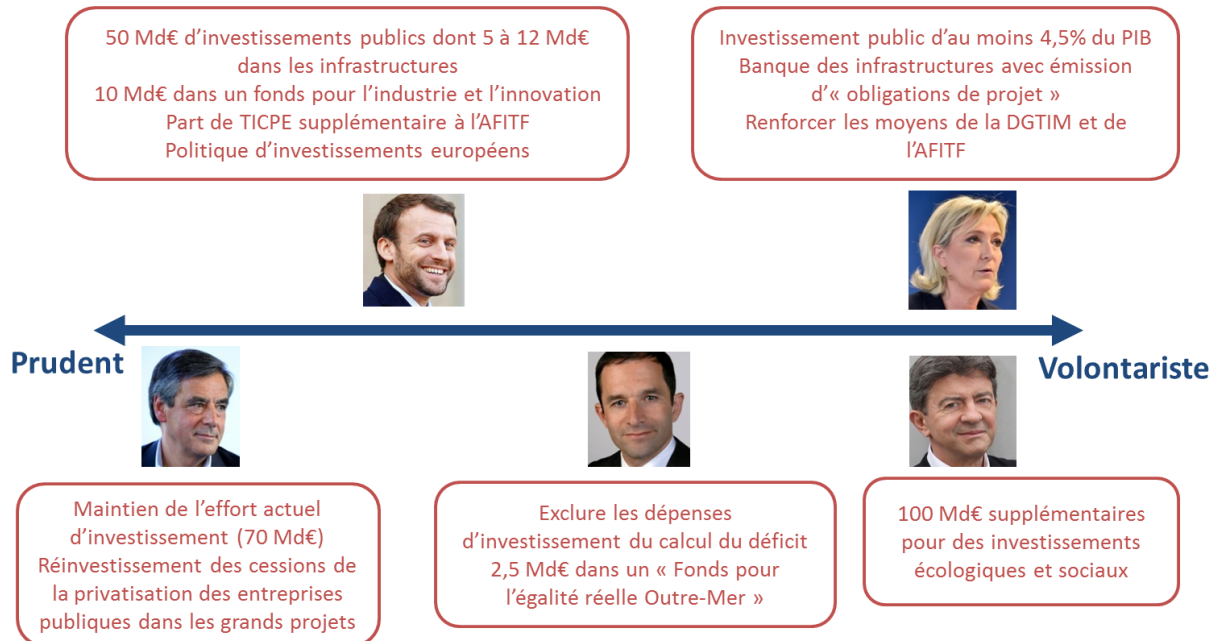 50 Md€ d’investissements publics dont 5 à 12 Md€
dans les infrastructures
10 Md€ dans un fonds pour l’industrie et l’innovation
Part de TICPE supplémentaire à l’AFITF
Politique d’investissements européens
Investissement public d’au moins 4,5% du PIB
Banque des infrastructures avec émission
d’« obligations de projet »
Renforcer les moyens de la DGTIM et de
l’AFITF
Prudent
Volontariste
Maintien de l’effort actuel
d’investissement (70 Md€)
Réinvestissement des cessions de
la privatisation des entreprises
publiques dans les grands projets
Exclure les dépenses
d’investissement du calcul du déficit
2,5 Md€ dans un « Fonds pour
l’égalité réelle Outre-Mer »
100 Md€ supplémentaires
pour des investissements
écologiques et sociaux